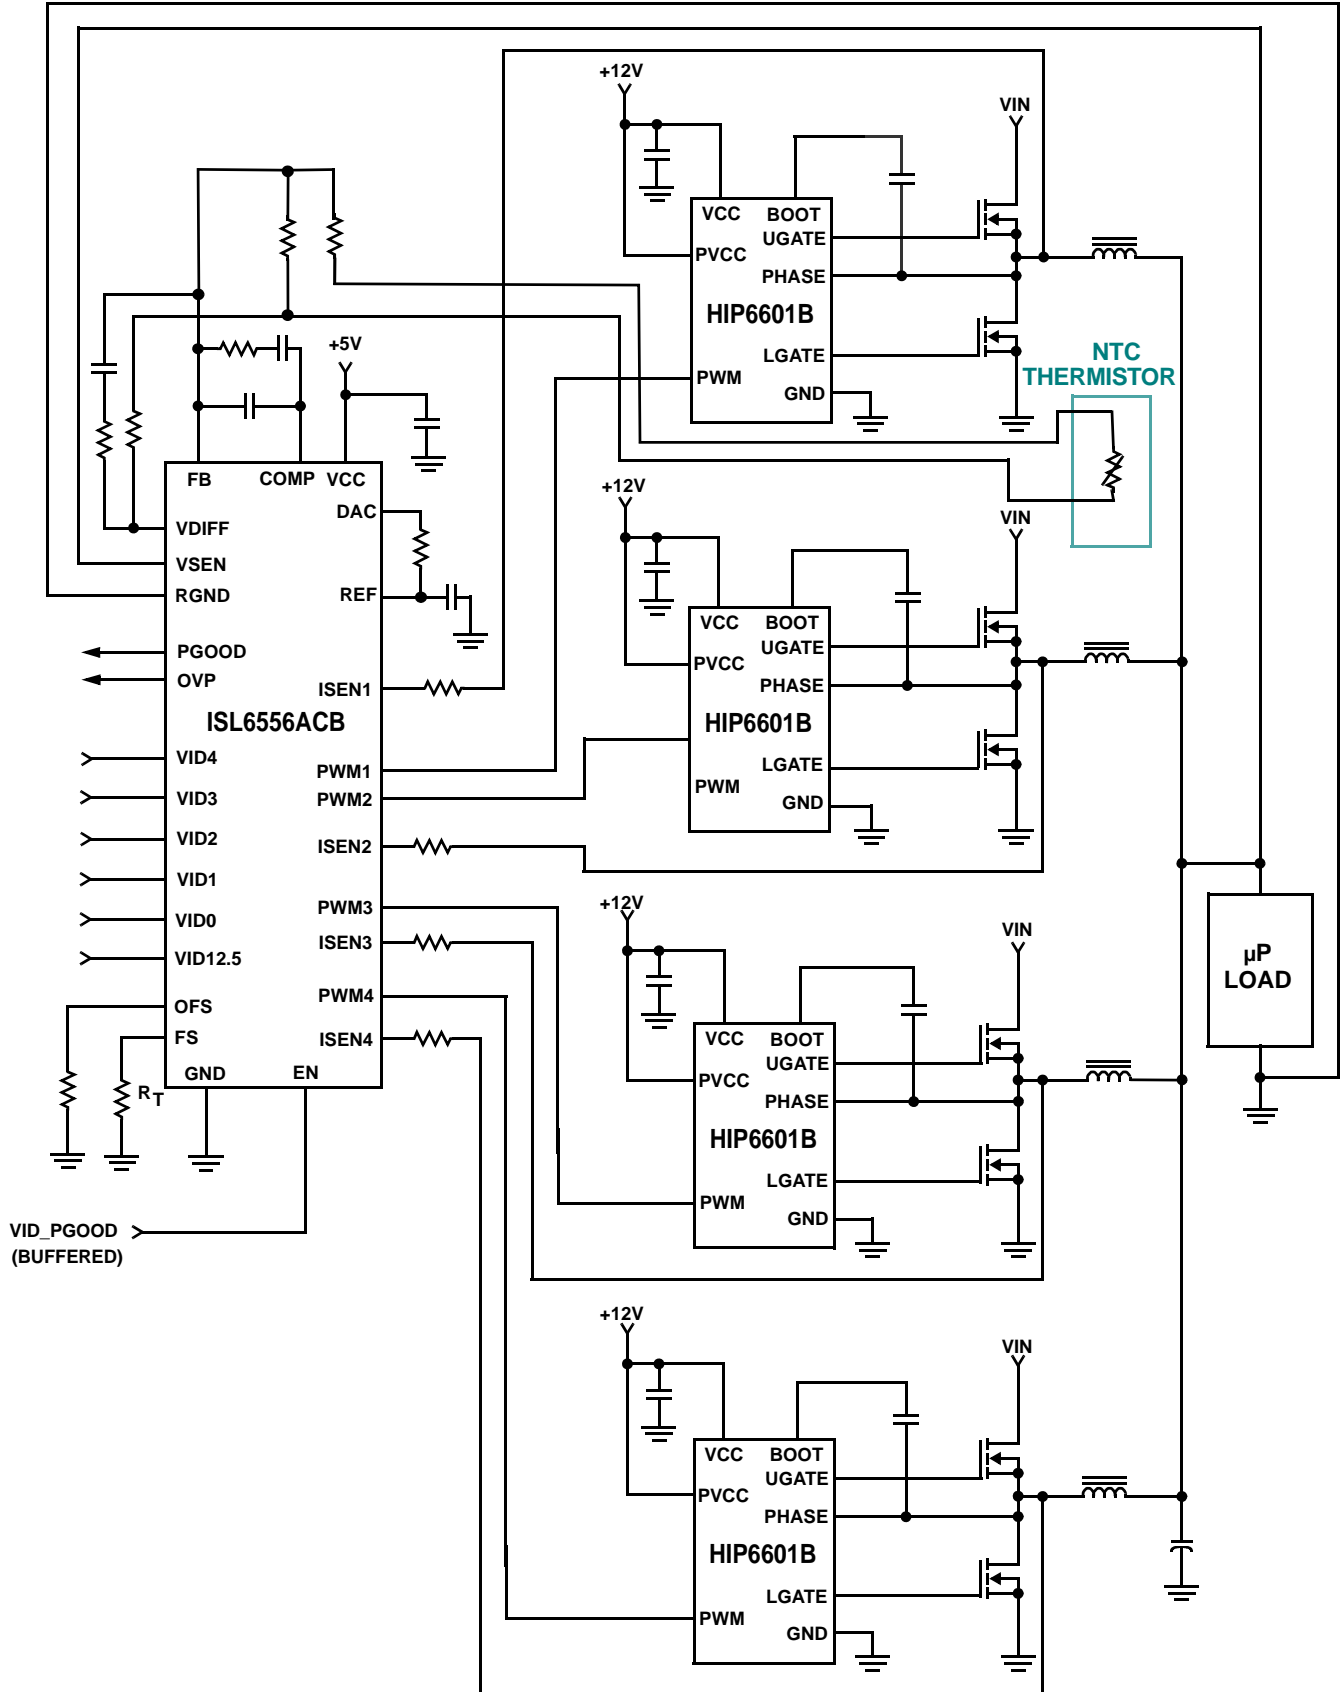 +12V
VIN
VCC
BOOT
UGATE
PVCC
PHASE
HIP6601B
LGATE
PWM
GND
NTC
THERMISTOR
+5V
FB
COMP
VCC
DAC
VDIFF
VSEN
RGND
REF
PGOOD
OVP
ISEN1
ISL6556ACB
VID4
PWM1
VID3
PWM2
VID2
ISEN2
VID1
PWM3
VID0
ISEN3
VID12.5
PWM4
OFS
FS
ISEN4
GND
EN
RT
VID_PGOOD
(BUFFERED)
+12V
VIN
VCC
BOOT
UGATE
PVCC
PHASE
HIP6601B
LGATE
PWM
GND
+12V
VIN
VCC
BOOT
UGATE
PVCC
PHASE
HIP6601B
LGATE
PWM
GND
µP
LOAD
+12V
VIN
VCC
BOOT
UGATE
PVCC
PHASE
HIP6601B
LGATE
PWM
GND